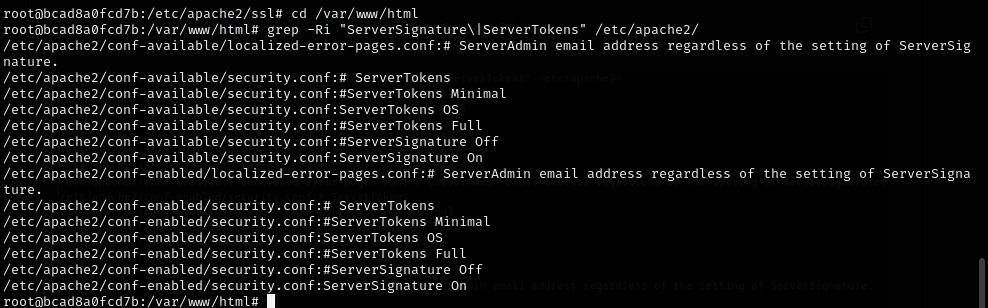 root@bcad8a0fcd7b:/etc/apache2/ssl# cd /var/www/html
root@bcad8a0fcd7b:/var/www/html# grep -Ri "ServerSignature\|ServerTokens" /etc/apache2/
/etc/apache2/conf-available/localized-error-pages.conf:# ServerAdmin email address regardless of the setting of ServerSig
nature.
/etc/apache2/conf-available/security.conf:# ServerTokens
/etc/apache2/conf-available/security.conf:#ServerTokens Minimal
/etc/apache2/conf-available/security.conf:ServerTokens OS
/etc/apache2/conf-available/security.conf:#ServerTokens Full
/etc/apache2/conf-available/security.conf:#ServerSignature Off
/etc/apache2/conf-available/security.conf:ServerSignature On
/etc/apache2/conf-enabled/localized-error-pages.conf:# ServerAdmin email address regardless of the setting of ServerSigna
ture.
/etc/apache2/conf-enabled/security.conf:# ServerTokens
/etc/apache2/conf-enabled/security.conf:#ServerTokens Minimal
/etc/apache2/conf-enabled/security.conf:ServerTokens OS
/etc/apache2/conf-enabled/security.conf:#ServerTokens Full
/etc/apache2/conf-enabled/security.conf:#ServerSignature Off
/etc/apache2/conf-enabled/security.conf:ServerSignature On
root@bcad8a0fcd7b:/var/www/html#